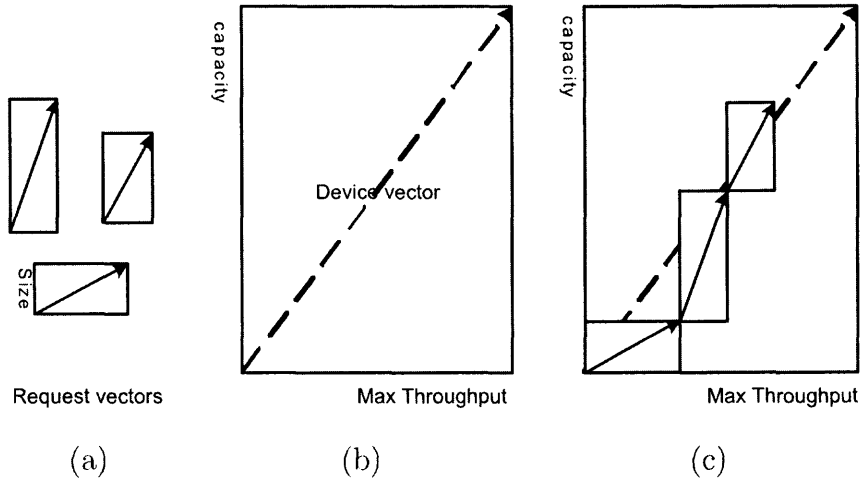 Size
Request vectors
(a)
capacity
Device vector
Max Throughput
(b)
capacity
Max Throughput
(c)